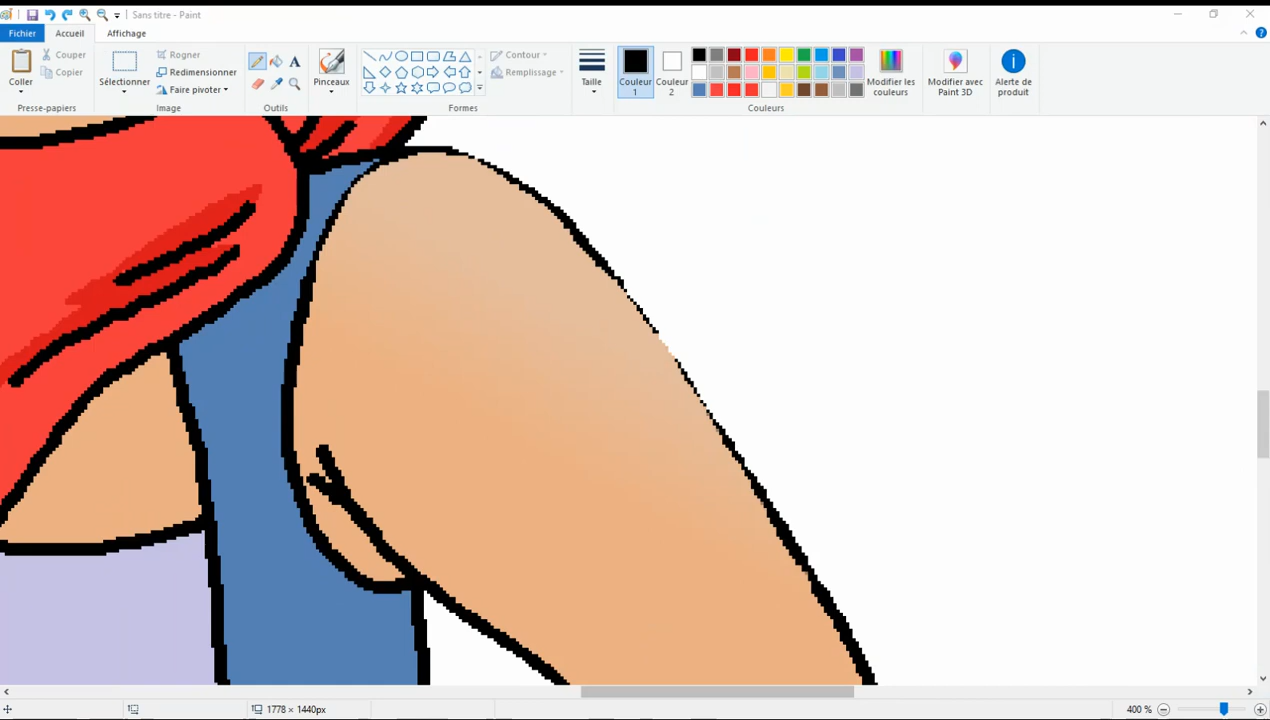 Sans titre - Paint
Fichier Accueil Affichage
Coller
Couper
Copier
Presse-papiers
Sélectionner
Rogner
Redimensionner
Faire pivoter
Image
A
Outils
Pinceaux
Contour
Remplissage
Formes
Taille
Couleur 1
Couleur 2
Modifier les couleurs
Couleurs
Modifier avec Paint 3D
Alerte de produit
1778 × 1440px
400 %